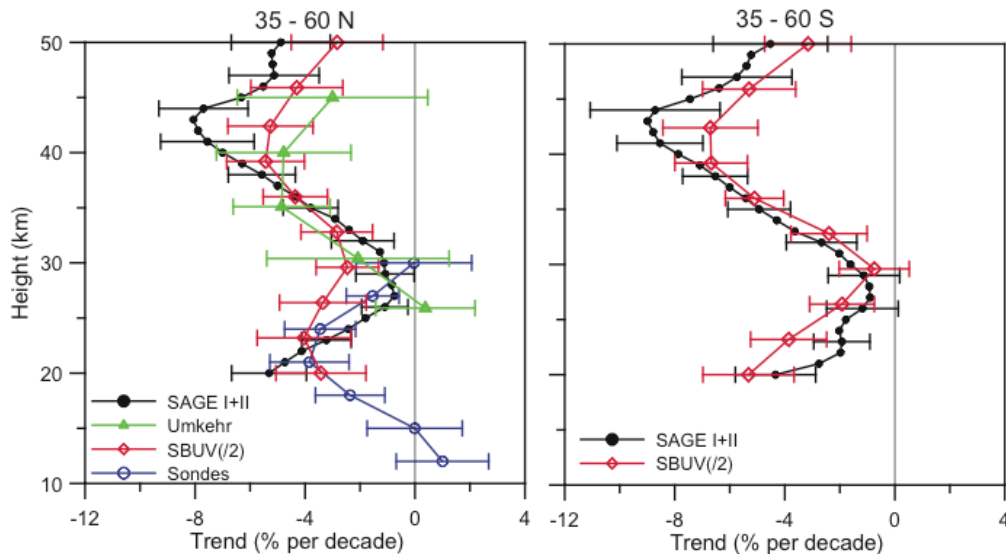 35 - 60 N
35 - 60 S
50
40
30
20
10
Height (km)
SAGE I+II
Umkehr
SBUV(/2)
Sondes
SAGE I+II
SBUV(/2)
-12
-8
-4
0
4
-12
-8
-4
0
4
Trend (% per decade)
Trend (% per decade)